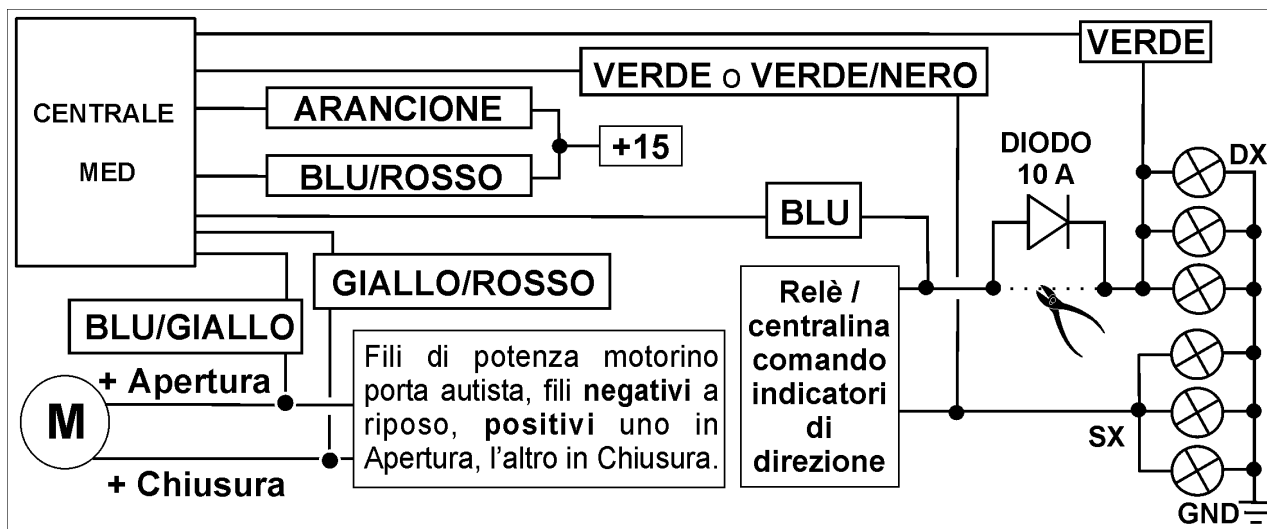 VERDE
VERDE o VERDE/NERO
CENTRALE
MED
ARANCIONE
+15
BLU/ROSSO
DIODO
10 A
DX
BLU
GIALLO/ROSSO
BLU/GIALLO
+ Apertura
M
+ Chiusura
Fili di potenza motorino
porta autista, fili negativi a
riposo, positivi uno in
Apertura, l'altro in Chiusura.
Relè /
centralina
comando
indicatori
di
direzione
SX
GND